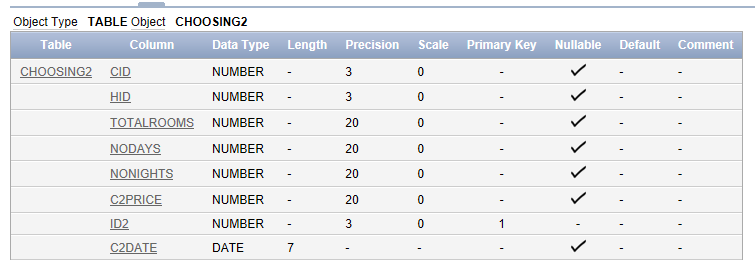 Object Type TABLE Object CHOOSING2
Table Column Data Type Length Precision Scale Primary Key Nullable Default Comment
CHOOSING2 CID NUMBER - 3 0 - ✓ - -
HID NUMBER - 3 0 - ✓ - -
TOTALROOMS NUMBER - 20 0 - ✓ - -
NODAYS NUMBER - 20 0 - ✓ - -
NONIGHTS NUMBER - 20 0 - ✓ - -
C2PRICE NUMBER - 20 0 - ✓ - -
ID2 NUMBER - 3 0 1 - - -
C2DATE DATE 7 - - - ✓ - -